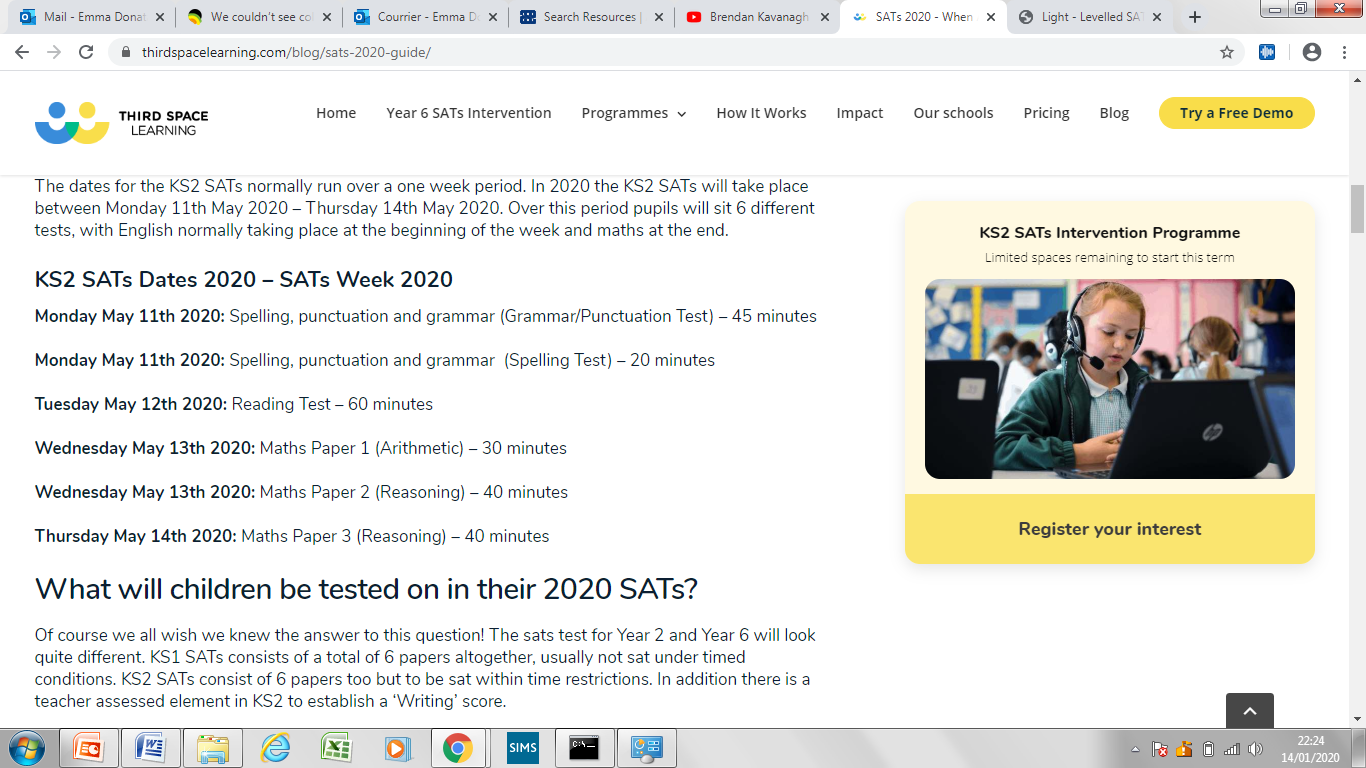 Mail - Emma Donat
We couldn't see co
Courrier - Emma D
Search Resources |
Brendan Kavanagh
SATs 2020 - When
Light - Levelled SA
thirdspacelearning.com/blog/sats-2020-guide/
THIRD SPACE
LEARNING
Home
Year 6 SATs Intervention
Programmes
How It Works
Impact
Our schools
Pricing
Blog
Try a Free Demo
The dates for the KS2 SATs normally run over a one week period. In 2020 the KS2 SATs will take place
between Monday 11th May 2020 – Thursday 14th May 2020. Over this period pupils will sit 6 different
tests, with English normally taking place at the beginning of the week and maths at the end.
KS2 SATs Dates 2020 – SATs Week 2020
Monday May 11th 2020: Spelling, punctuation and grammar (Grammar/Punctuation Test) – 45 minutes
Monday May 11th 2020: Spelling, punctuation and grammar (Spelling Test) – 20 minutes
Tuesday May 12th 2020: Reading Test – 60 minutes
Wednesday May 13th 2020: Maths Paper 1 (Arithmetic) – 30 minutes
Wednesday May 13th 2020: Maths Paper 2 (Reasoning) – 40 minutes
Thursday May 14th 2020: Maths Paper 3 (Reasoning) – 40 minutes
What will children be tested on in their 2020 SATs?
Of course we all wish we knew the answer to this question! The sats test for Year 2 and Year 6 will look
quite different. KS1 SATs consists of a total of 6 papers altogether, usually not sat under timed
conditions. KS2 SATs consist of 6 papers too but to be sat within time restrictions. In addition there is a
teacher assessed element in KS2 to establish a ‘Writing’ score.
KS2 SATs Intervention Programme
Limited spaces remaining to start this term
hp
Register your interest
SIMS
22:24
14/01/2020